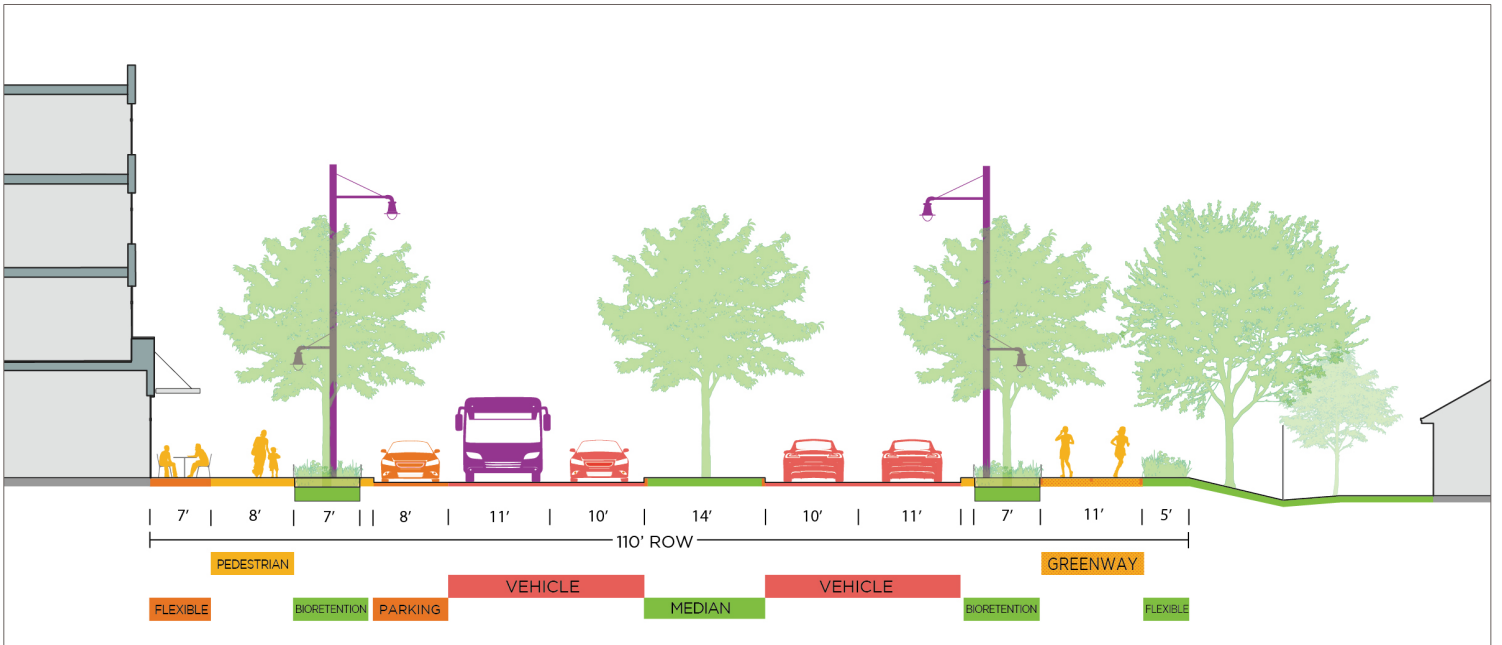 7' 8' 7' 8' 11' 10' 14' 10' 11' 7' 11' 5'
110' ROW
PEDESTRIAN GREENWAY
VEHICLE VEHICLE
FLEXIBLE BIORETENTION PARKING MEDIAN BIORETENTION FLEXIBLE